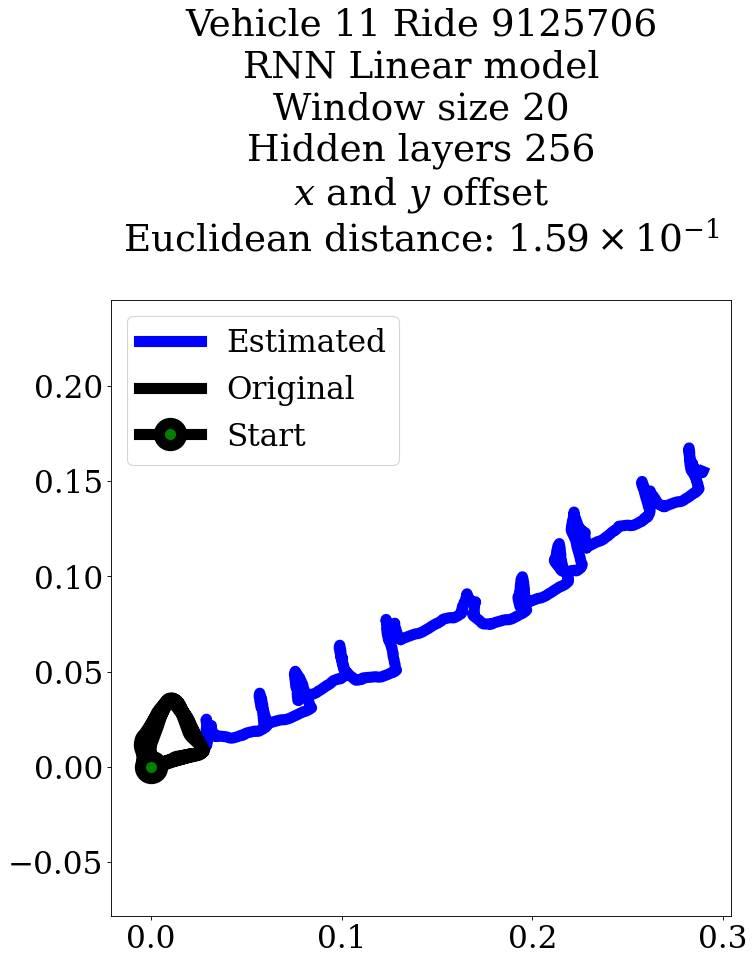 Vehicle 11 Ride 9125706
RNN Linear model
Window size 20
Hidden layers 256
x and y offset
Euclidean distance: 1.59 × 10⁻¹
Estimated
Original
Start
0.20
0.15
0.10
0.05
0.00
−0.05
0.0 0.1 0.2 0.3